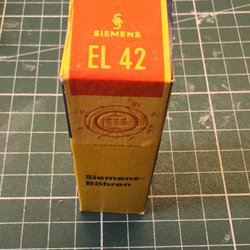 SIEMENS
EL 42
Siemens-
Röhren